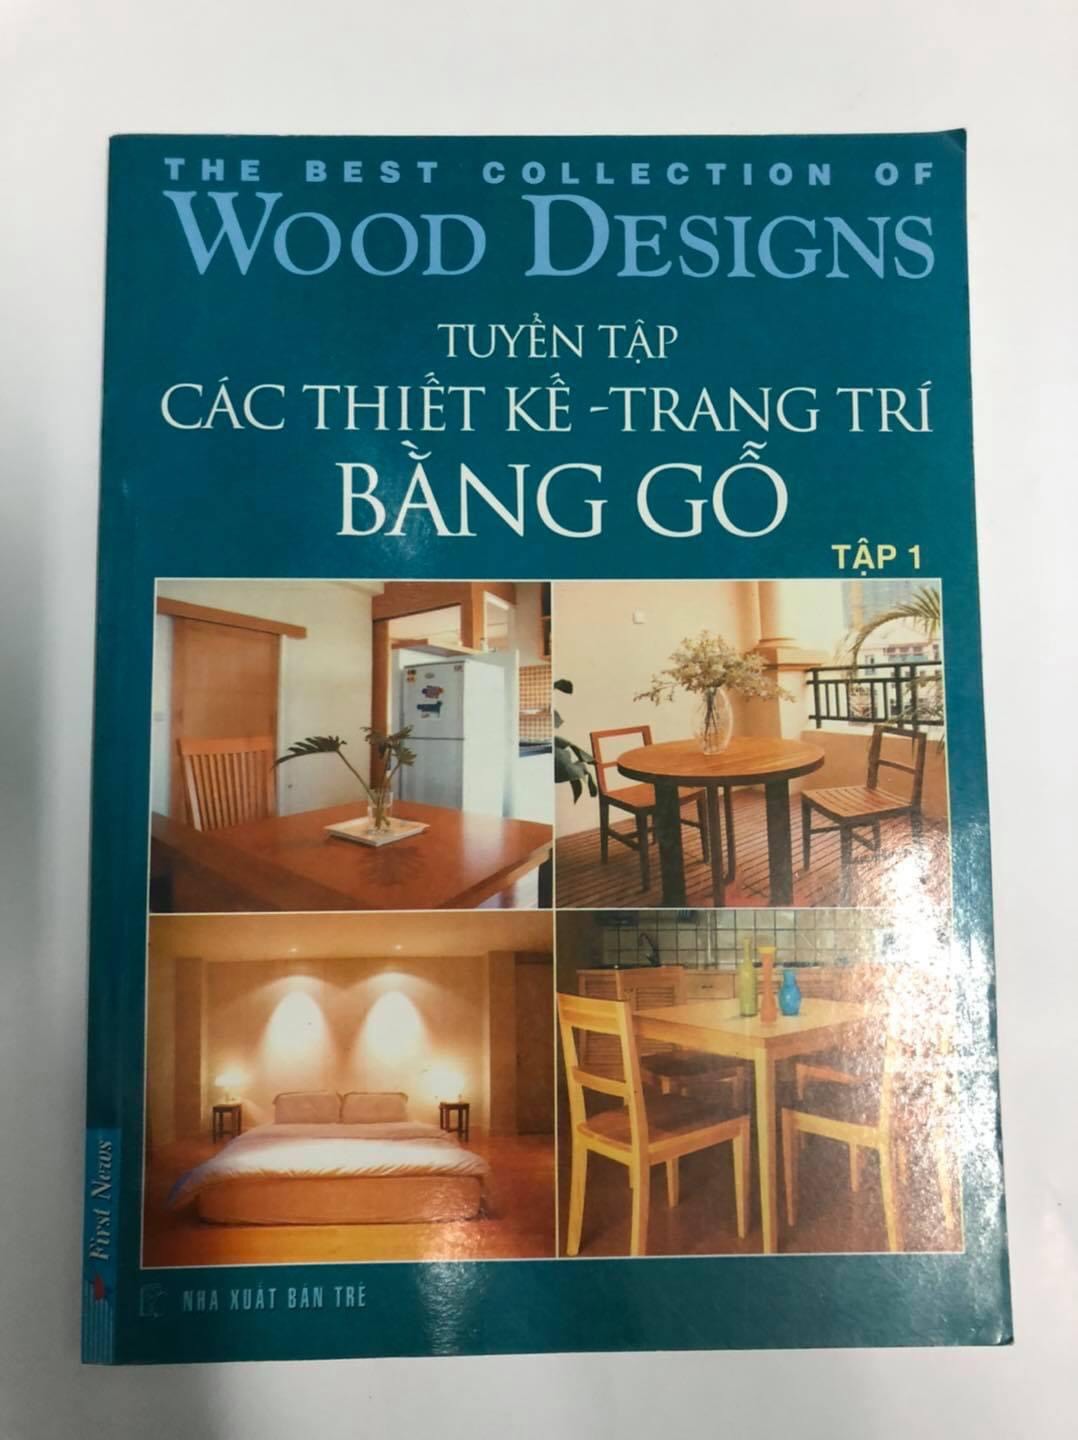 THE BEST COLLECTION OF
WOOD DESIGNS
TUYỂN TẬP
CÁC THIẾT KẾ - TRANG TRÍ
BẰNG GỖ
TẬP 1
First News
NHÀ XUẤT BẢN TRẺ